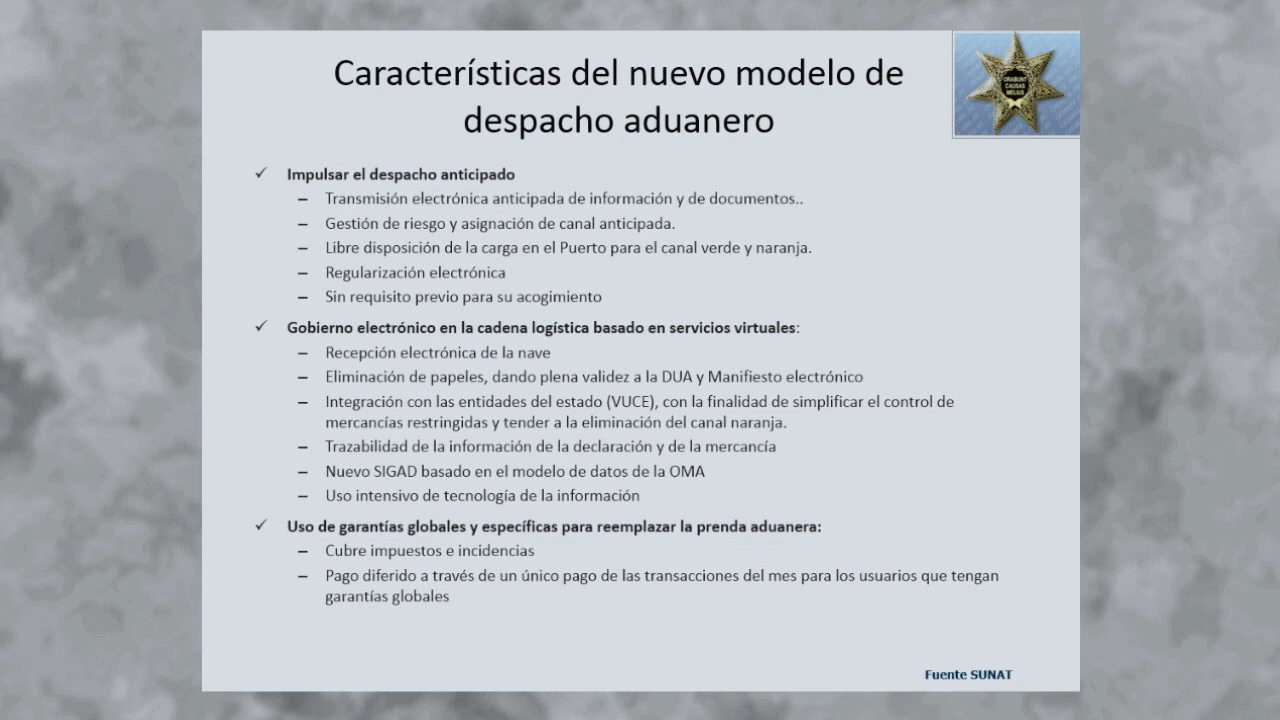 Características del nuevo modelo de
despacho aduanero
ORABUNT
CAUSAS
MELIUS
✓ Impulsar el despacho anticipado
– Transmisión electrónica anticipada de información y de documentos..
– Gestión de riesgo y asignación de canal anticipada.
– Libre disposición de la carga en el Puerto para el canal verde y naranja.
– Regularización electrónica
– Sin requisito previo para su acogimiento
✓ Gobierno electrónico en la cadena logística basado en servicios virtuales:
– Recepción electrónica de la nave
– Eliminación de papeles, dando plena validez a la DUA y Manifiesto electrónico
– Integración con las entidades del estado (VUCE), con la finalidad de simplificar el control de
mercancías restringidas y tender a la eliminación del canal naranja.
– Trazabilidad de la información de la declaración y de la mercancía
– Nuevo SIGAD basado en el modelo de datos de la OMA
– Uso intensivo de tecnología de la información
✓ Uso de garantías globales y específicas para reemplazar la prenda aduanera:
– Cubre impuestos e incidencias
– Pago diferido a través de un único pago de las transacciones del mes para los usuarios que tengan
garantías globales
Fuente SUNAT